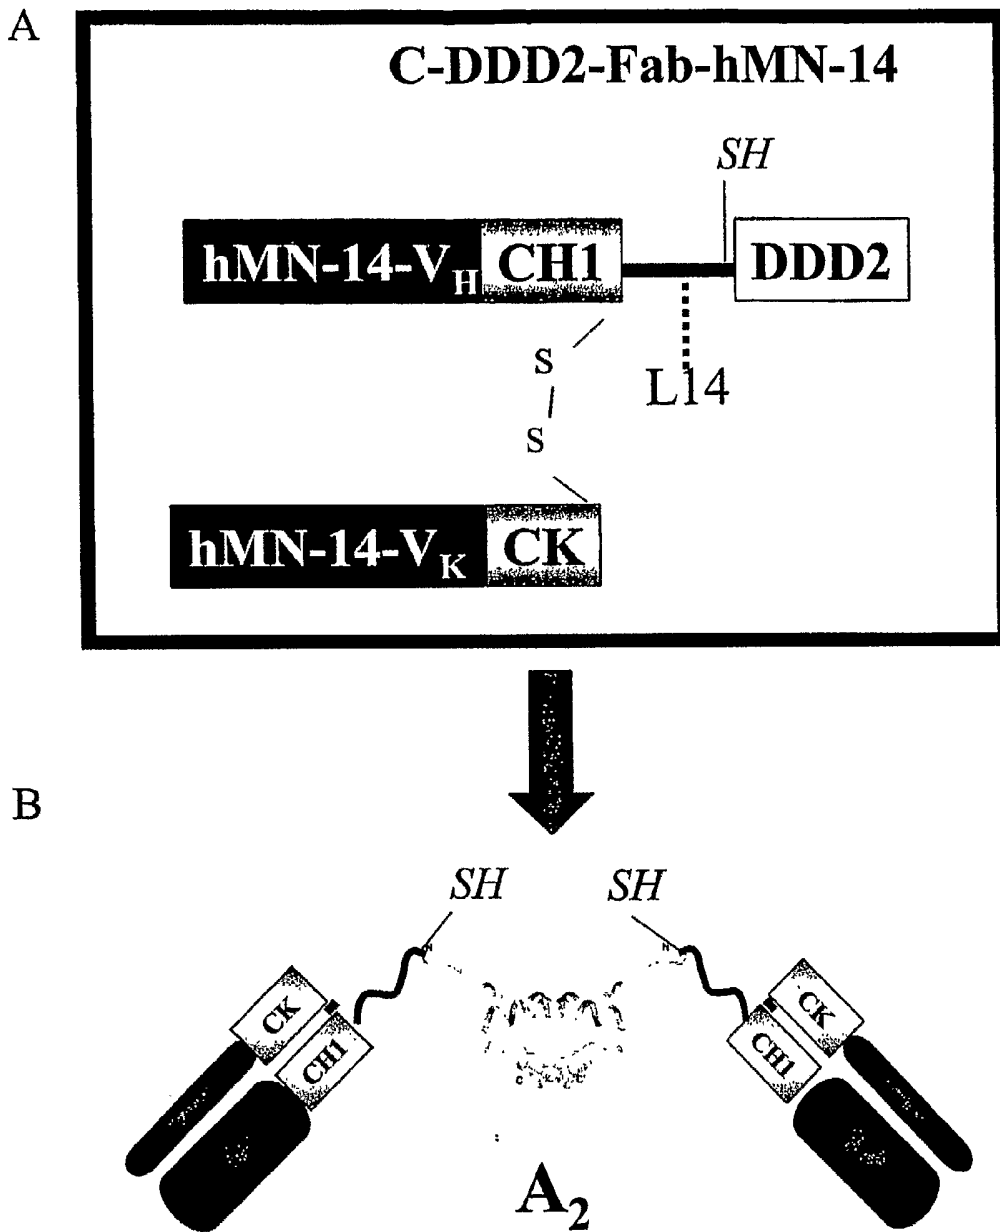 A
C-DDD2-Fab-hMN-14
SH
hMN-14-VH CH1 DDD2
S
L14
S
hMN-14-VK CK
B
SH SH
N N
CK CK
CH1 CH1
A2